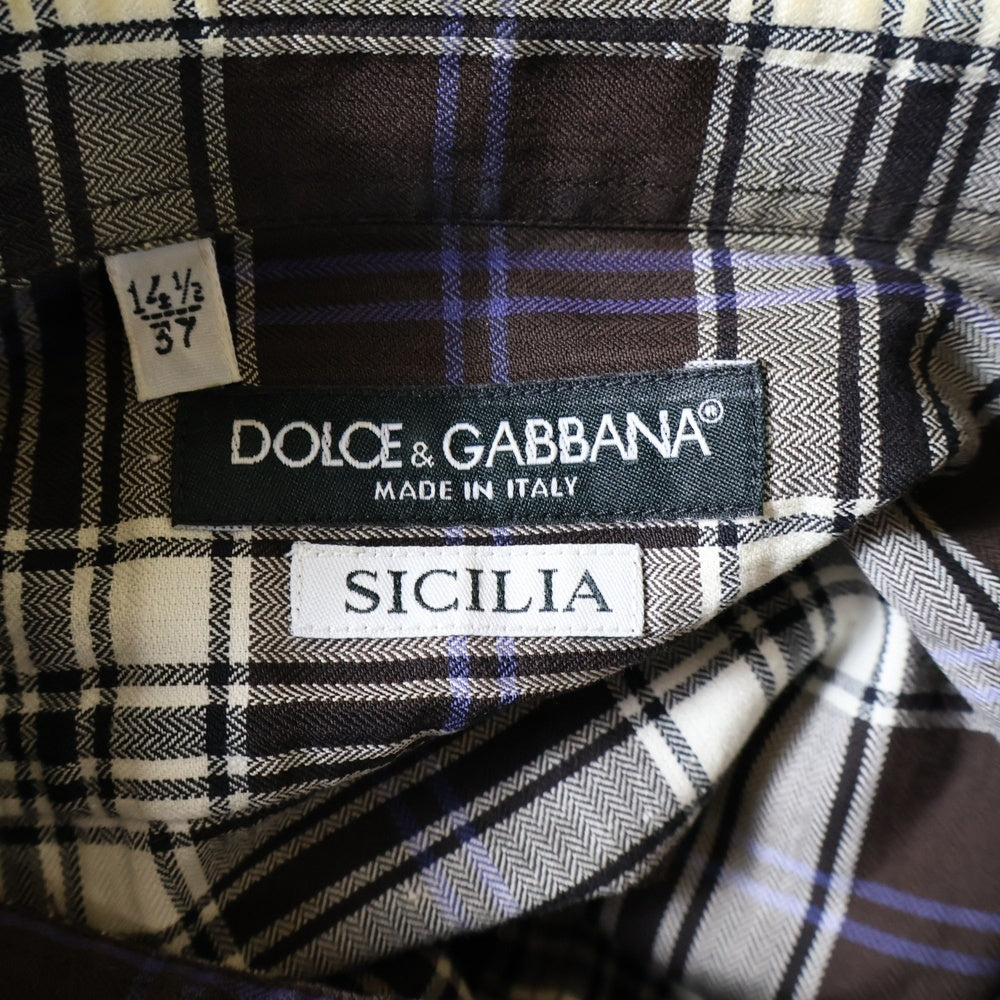 14 ½
37
DOLCE & GABBANA®
MADE IN ITALY
SICILIA